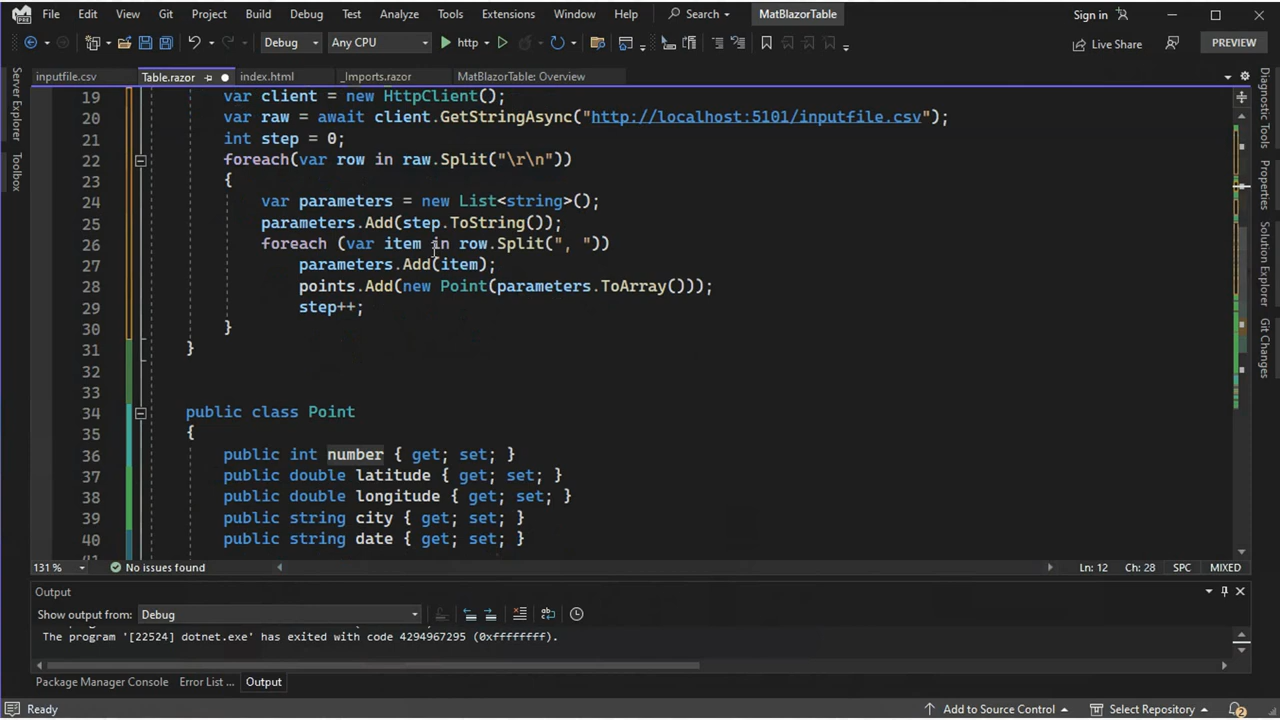 File Edit View Git Project Build Debug Test Analyze Tools Extensions Window Help Search MatBlazorTable Sign in
Debug Any CPU http Live Share PREVIEW
inputfile.csv Table.razor index.html _Imports.razor MatBlazorTable: Overview
Server Explorer
Toolbox
19 var client = new HttpClient();
20 var raw = await client.GetStringAsync("http://localhost:5101/inputfile.csv");
21 int step = 0;
22 foreach(var row in raw.Split("\r\n"))
23 {
24 var parameters = new List<string>();
25 parameters.Add(step.ToString());
26 foreach (var item in row.Split(", "))
27 parameters.Add(item);
28 points.Add(new Point(parameters.ToArray()));
29 step++;
30 }
31 }
32
33
34 public class Point
35 {
36 public int number { get; set; }
37 public double latitude { get; set; }
38 public double longitude { get; set; }
39 public string city { get; set; }
40 public string date { get; set; }
Diagnostic Tools
Properties
Solution Explorer
Git Changes
131 % No issues found Ln: 12 Ch: 28 SPC MIXED
Output
Show output from: Debug
The program '[22524] dotnet.exe' has exited with code 4294967295 (0xffffffff).
Package Manager Console Error List ... Output
Ready Add to Source Control Select Repository 2